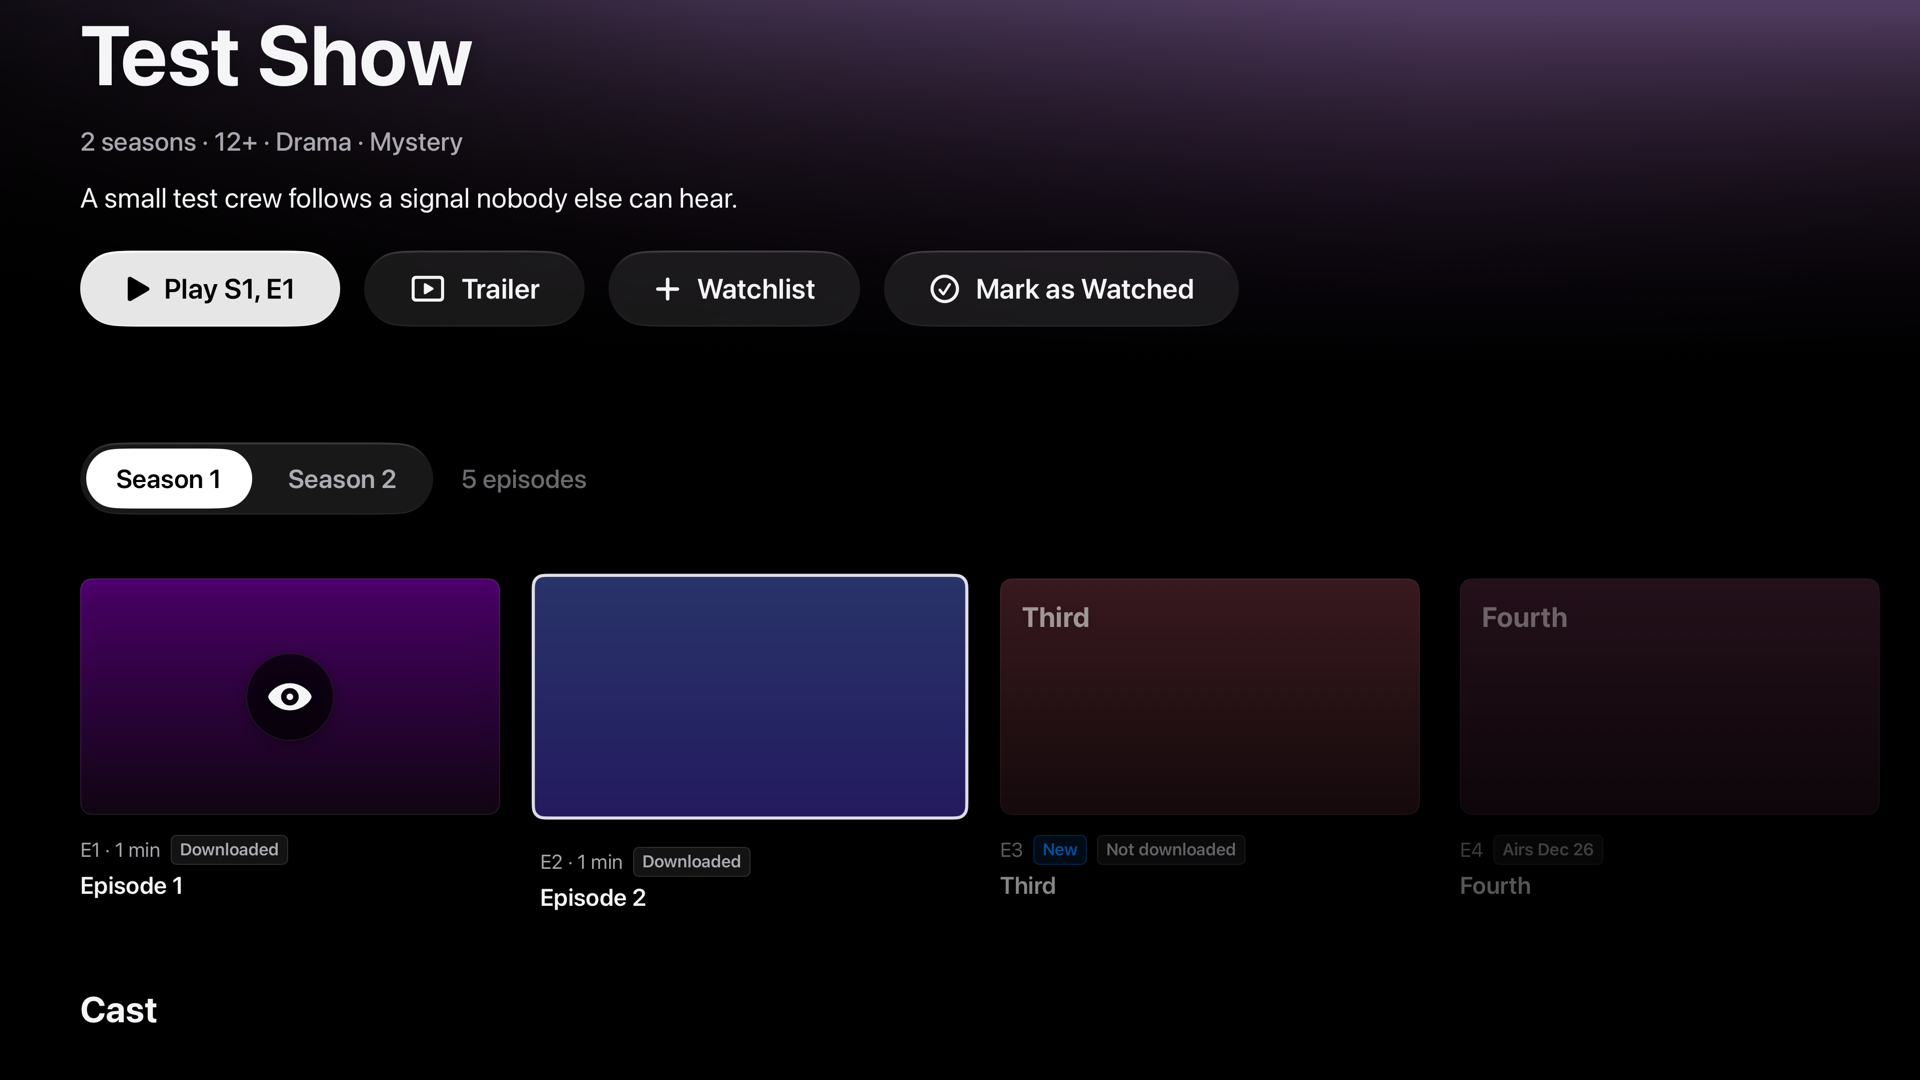 Test Show
2 seasons · 12+ · Drama · Mystery
A small test crew follows a signal nobody else can hear.
Play S1, E1
Trailer
Watchlist
Mark as Watched
Season 1
Season 2
5 episodes
Third
Fourth
E1 · 1 min Downloaded
Episode 1
E2 · 1 min Downloaded
Episode 2
E3 New Not downloaded
Third
E4 Airs Dec 26
Fourth
Cast